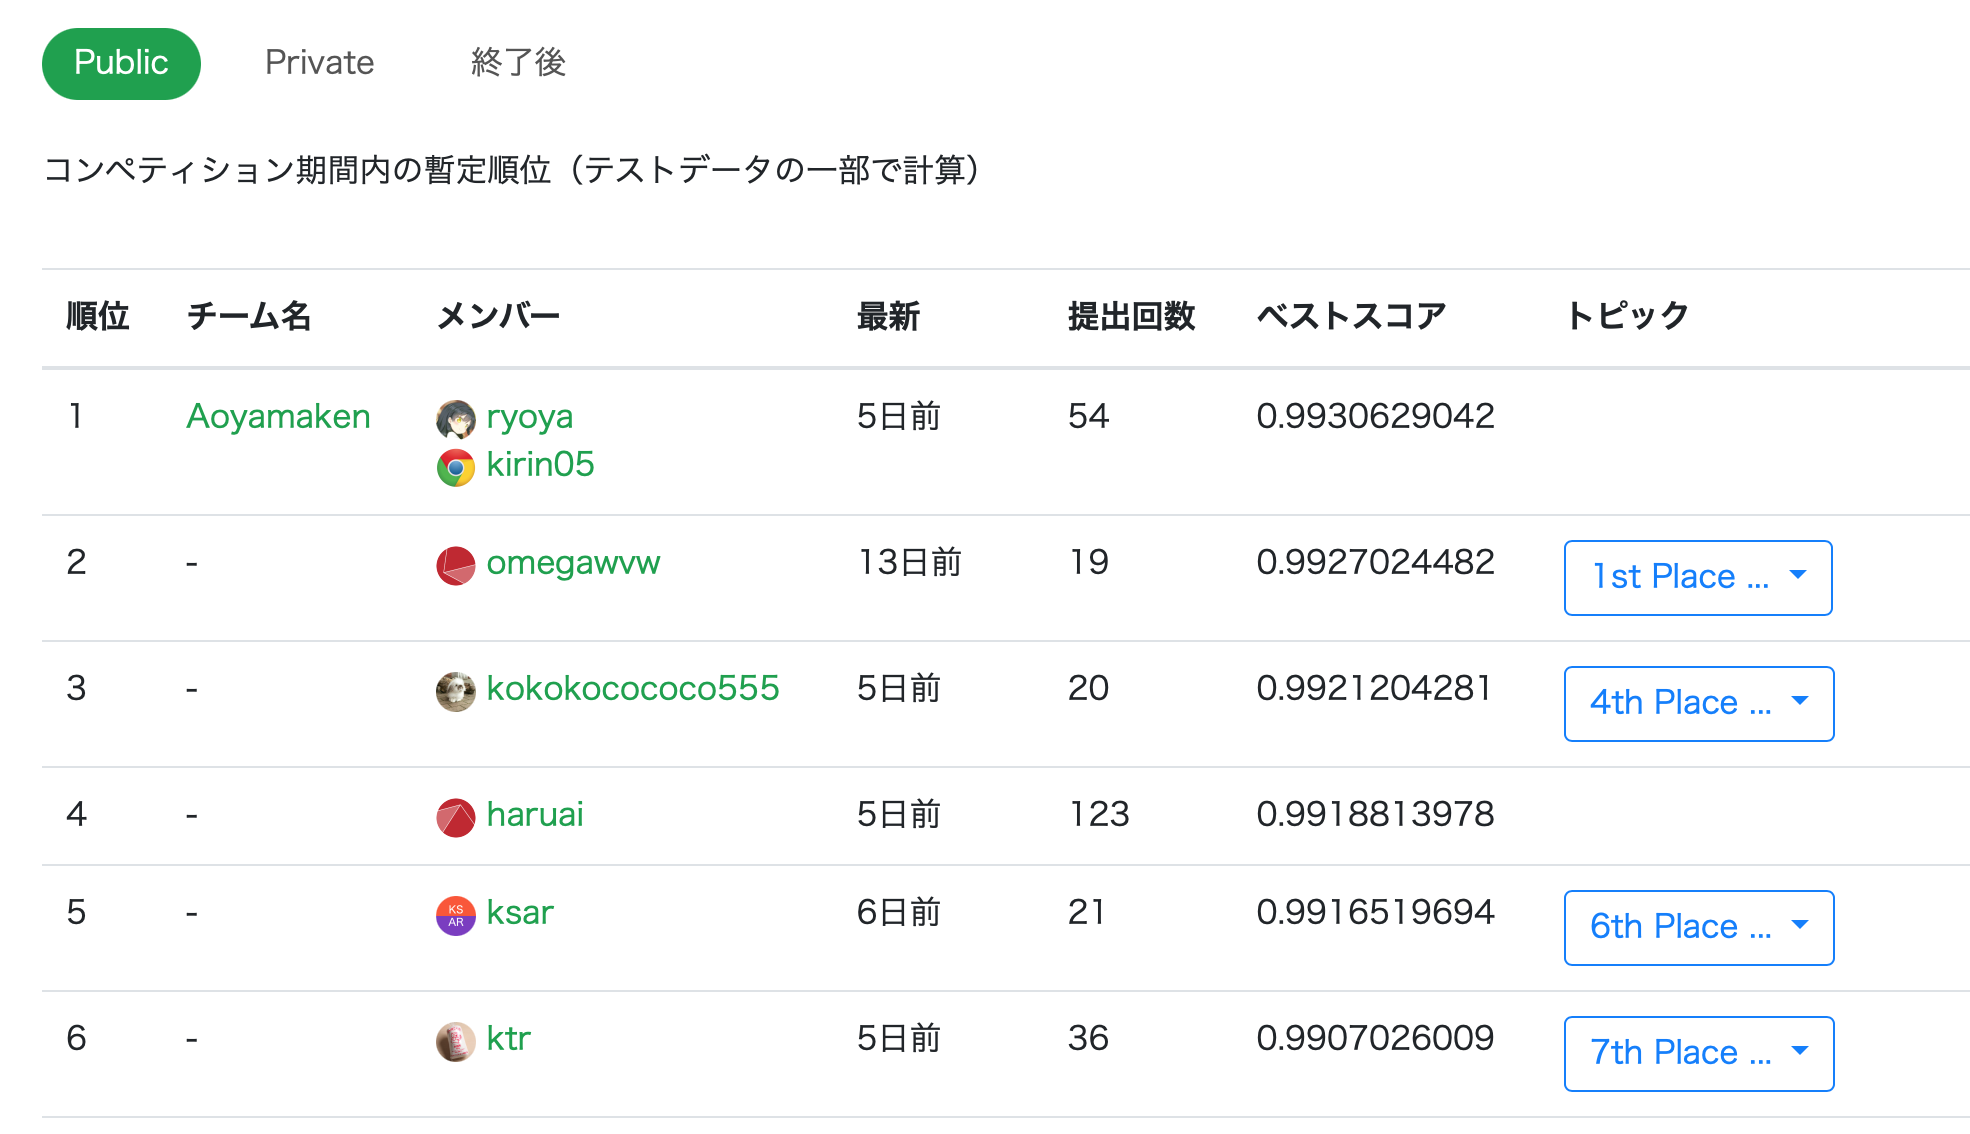 Public Private 終了後
コンペティション期間内の暫定順位（テストデータの一部で計算）
順位 チーム名 メンバー 最新 提出回数 ベストスコア トピック
1 Aoyamaken ryoya 5日前 54 0.9930629042
kirin05
2 - omegawvw 13日前 19 0.9927024482 1st Place ...
3 - kokokocococo555 5日前 20 0.9921204281 4th Place ...
4 - haruai 5日前 123 0.9918813978
5 - KS AR ksar 6日前 21 0.9916519694 6th Place ...
6 - ktr 5日前 36 0.9907026009 7th Place ...